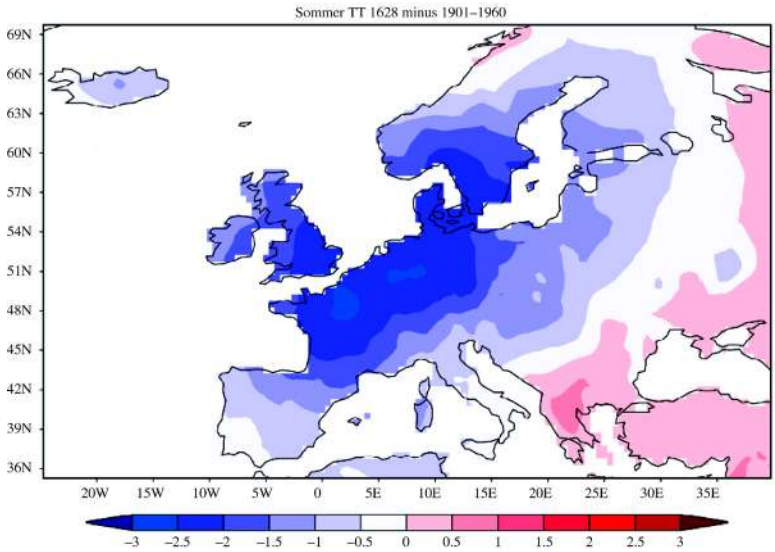 Sommer TT 1628 minus 1901–1960
69N
66N
63N
60N
57N
54N
51N
48N
45N
42N
39N
36N
20W 15W 10W 5W 0 5E 10E 15E 20E 25E 30E 35E
−3 −2.5 −2 −1.5 −1 −0.5 0 0.5 1 1.5 2 2.5 3